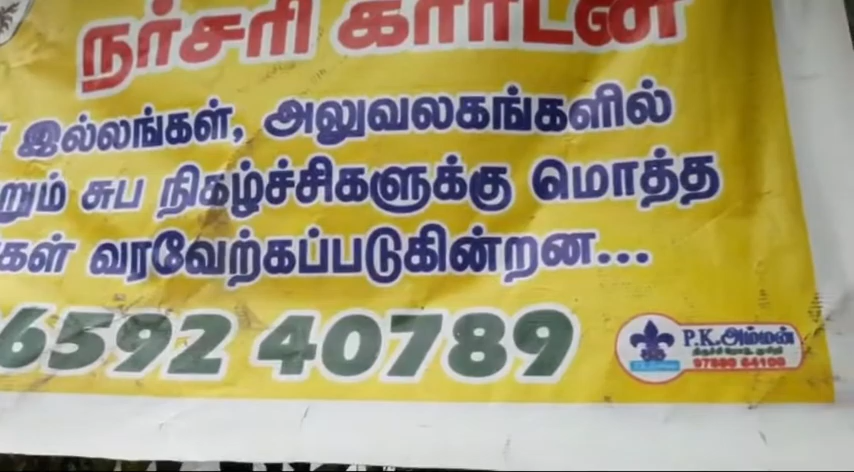 நர்சரி கார்டன்
இல்லங்கள், அலுவலகங்களில்
றும் சுப நிகழ்ச்சிகளுக்கு மொத்த
கள் வரவேற்கப்படுகின்றன...
6592 40789
P.K.அம்மன்